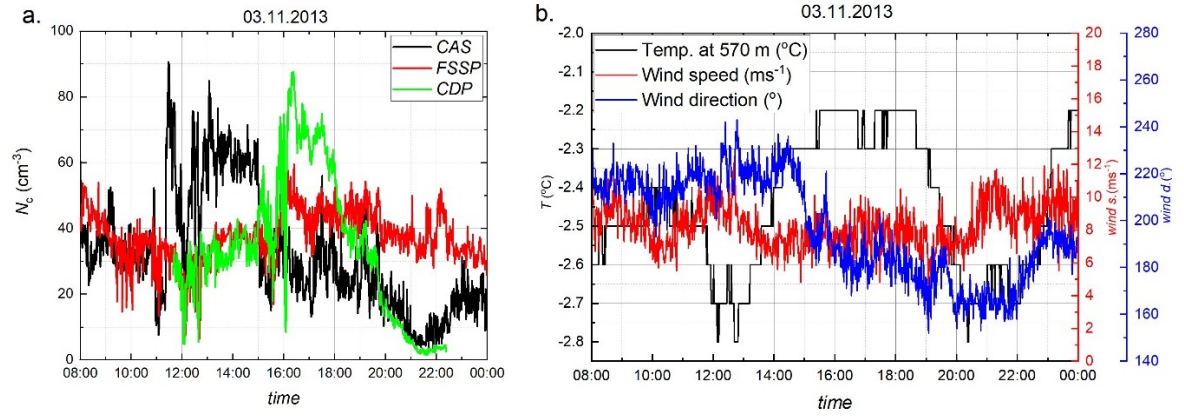 a.
03.11.2013
100
80
60
40
20
0
Nc (cm-3)
CAS
FSSP
CDP
08:00 10:00 12:00 14:00 16:00 18:00 20:00 22:00 00:00
time
b.
03.11.2013
-2.0
-2.1
-2.2
-2.3
-2.4
-2.5
-2.6
-2.7
-2.8
T (°C)
Temp. at 570 m (°C)
Wind speed (ms-1)
Wind direction (°)
20
18
16
14
12
10
8
6
4
2
0
wind s.(ms-1)
280
260
240
220
200
180
160
140
wind d.(°)
08:00 10:00 12:00 14:00 16:00 18:00 20:00 22:00 00:00
time